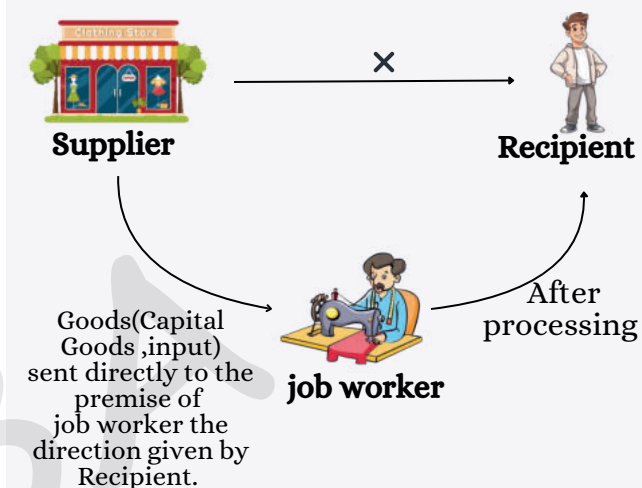 Clothing Store
×
Supplier
Recipient
Goods(Capital
Goods ,input)
sent directly to the
premise of
job worker the
direction given by
Recipient.
job worker
After
processing